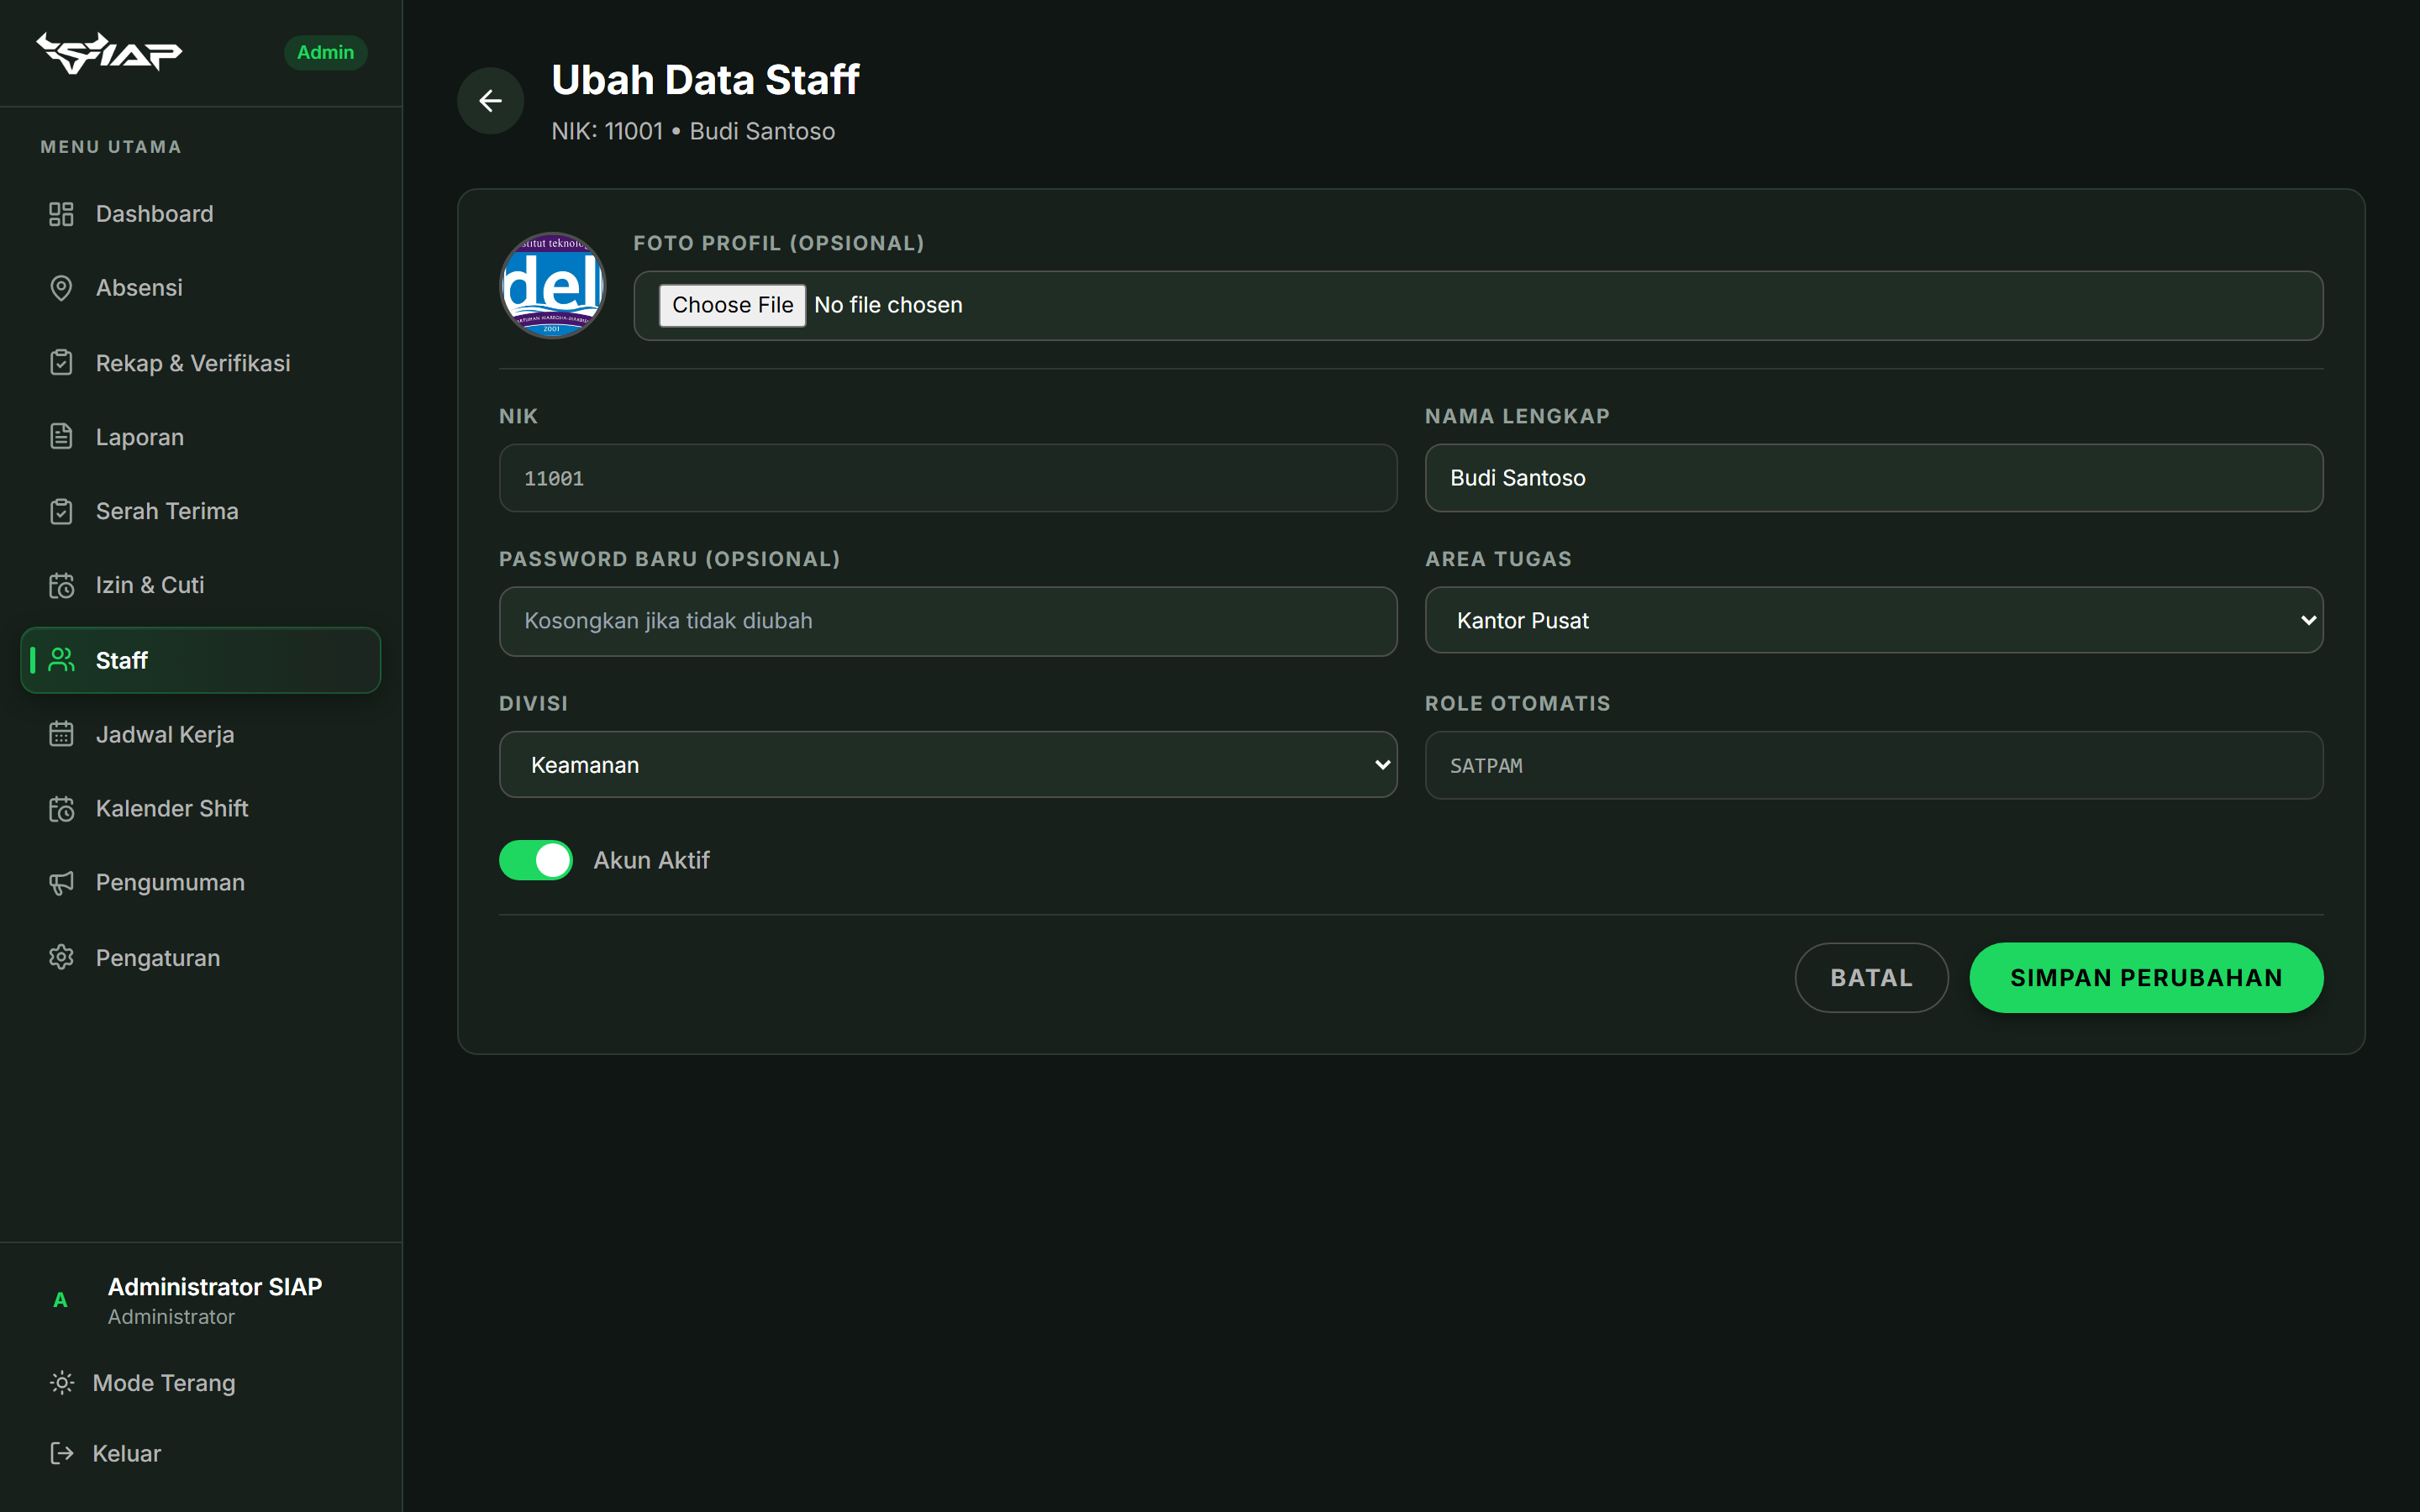 SIAP
Admin
MENU UTAMA
Dashboard
Absensi
Rekap & Verifikasi
Laporan
Serah Terima
Izin & Cuti
Staff
Jadwal Kerja
Kalender Shift
Pengumuman
Pengaturan
A
Administrator SIAP
Administrator
Mode Terang
Keluar
Ubah Data Staff
NIK: 11001 • Budi Santoso
del
2001
FOTO PROFIL (OPSIONAL)
Choose File No file chosen
NIK
11001
NAMA LENGKAP
Budi Santoso
PASSWORD BARU (OPSIONAL)
Kosongkan jika tidak diubah
AREA TUGAS
Kantor Pusat
DIVISI
Keamanan
ROLE OTOMATIS
SATPAM
Akun Aktif
BATAL
SIMPAN PERUBAHAN